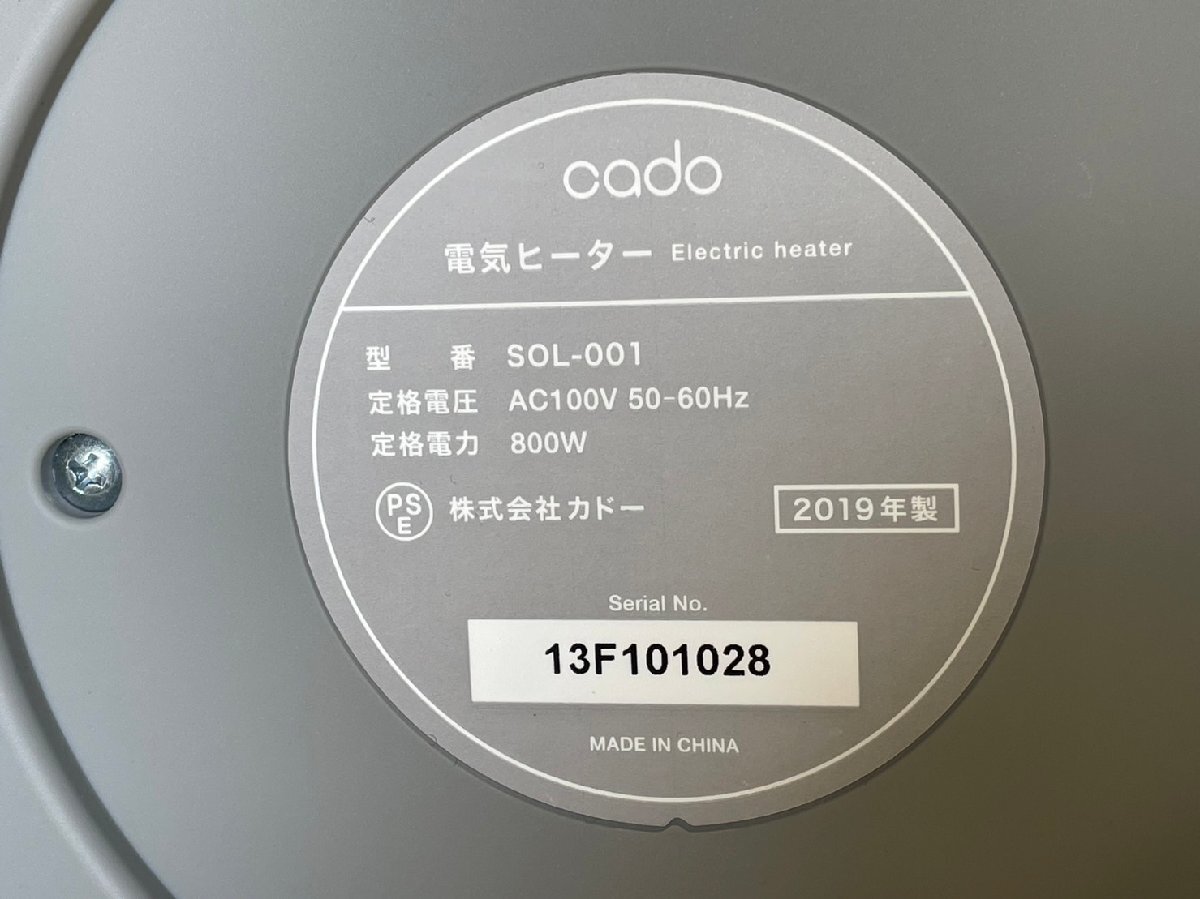 cado
電気ヒーター Electric heater
型 番 SOL-001
定格電圧 AC100V 50-60Hz
定格電力 800W
PS E 株式会社カドー 2019年製
Serial No.
13F101028
MADE IN CHINA